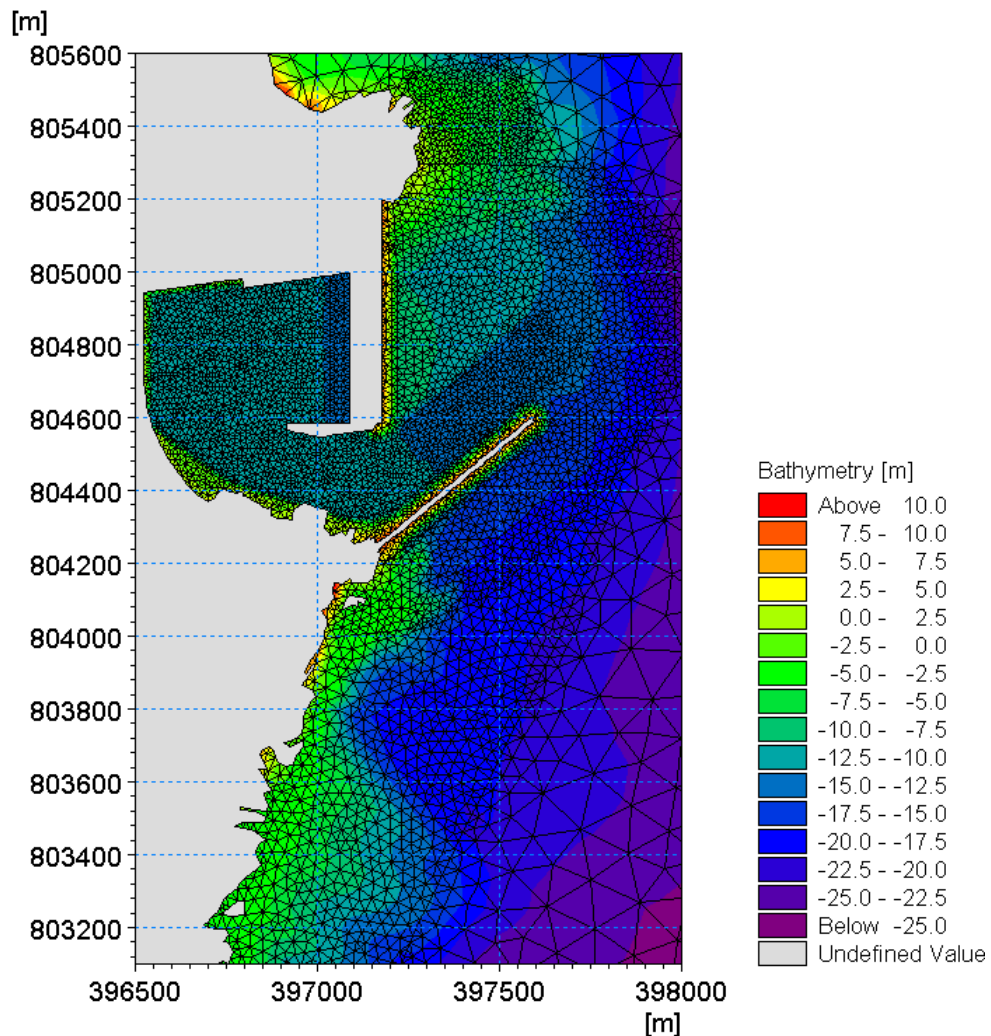 [m]
805600
805400
805200
805000
804800
804600
804400
804200
804000
803800
803600
803400
803200
396500 397000 397500 398000
[m]
Bathymetry [m]
Above 10.0
7.5 - 10.0
5.0 - 7.5
2.5 - 5.0
0.0 - 2.5
-2.5 - 0.0
-5.0 - -2.5
-7.5 - -5.0
-10.0 - -7.5
-12.5 - -10.0
-15.0 - -12.5
-17.5 - -15.0
-20.0 - -17.5
-22.5 - -20.0
-25.0 - -22.5
Below -25.0
Undefined Value